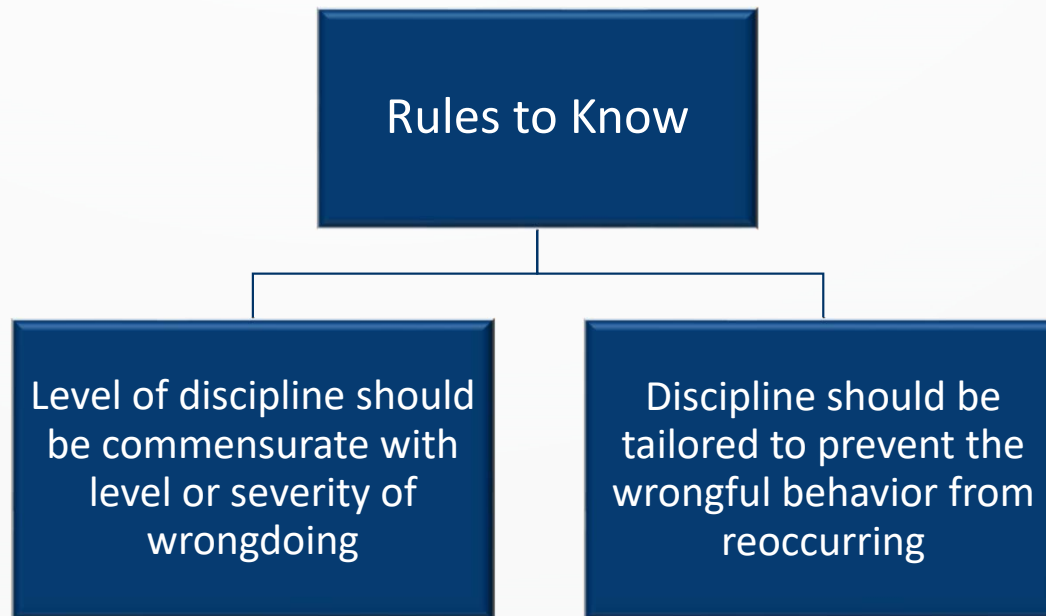 Rules to Know
Level of discipline should
be commensurate with
level or severity of
wrongdoing
Discipline should be
tailored to prevent the
wrongful behavior from
reoccurring